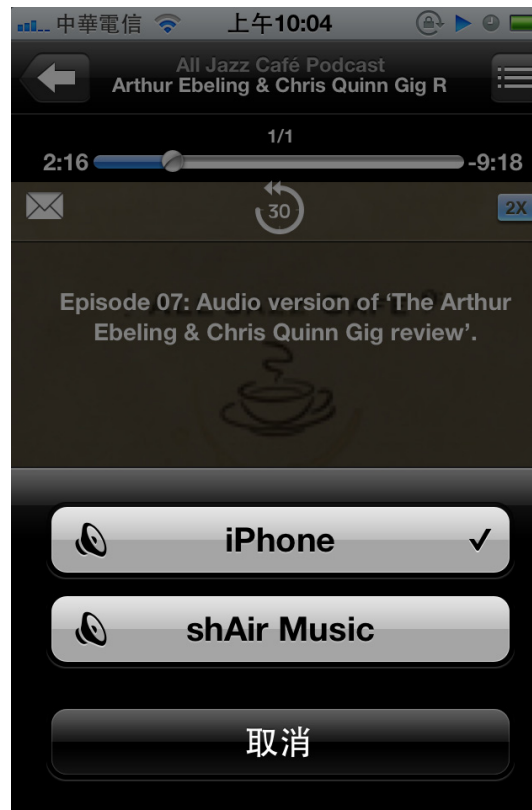 中華電信 上午10:04
All Jazz Café Podcast
Arthur Ebeling & Chris Quinn Gig R
1/1
2:16 -9:18
30 2X
Episode 07: Audio version of ‘The Arthur
Ebeling & Chris Quinn Gig review’.
iPhone
shAir Music
取消